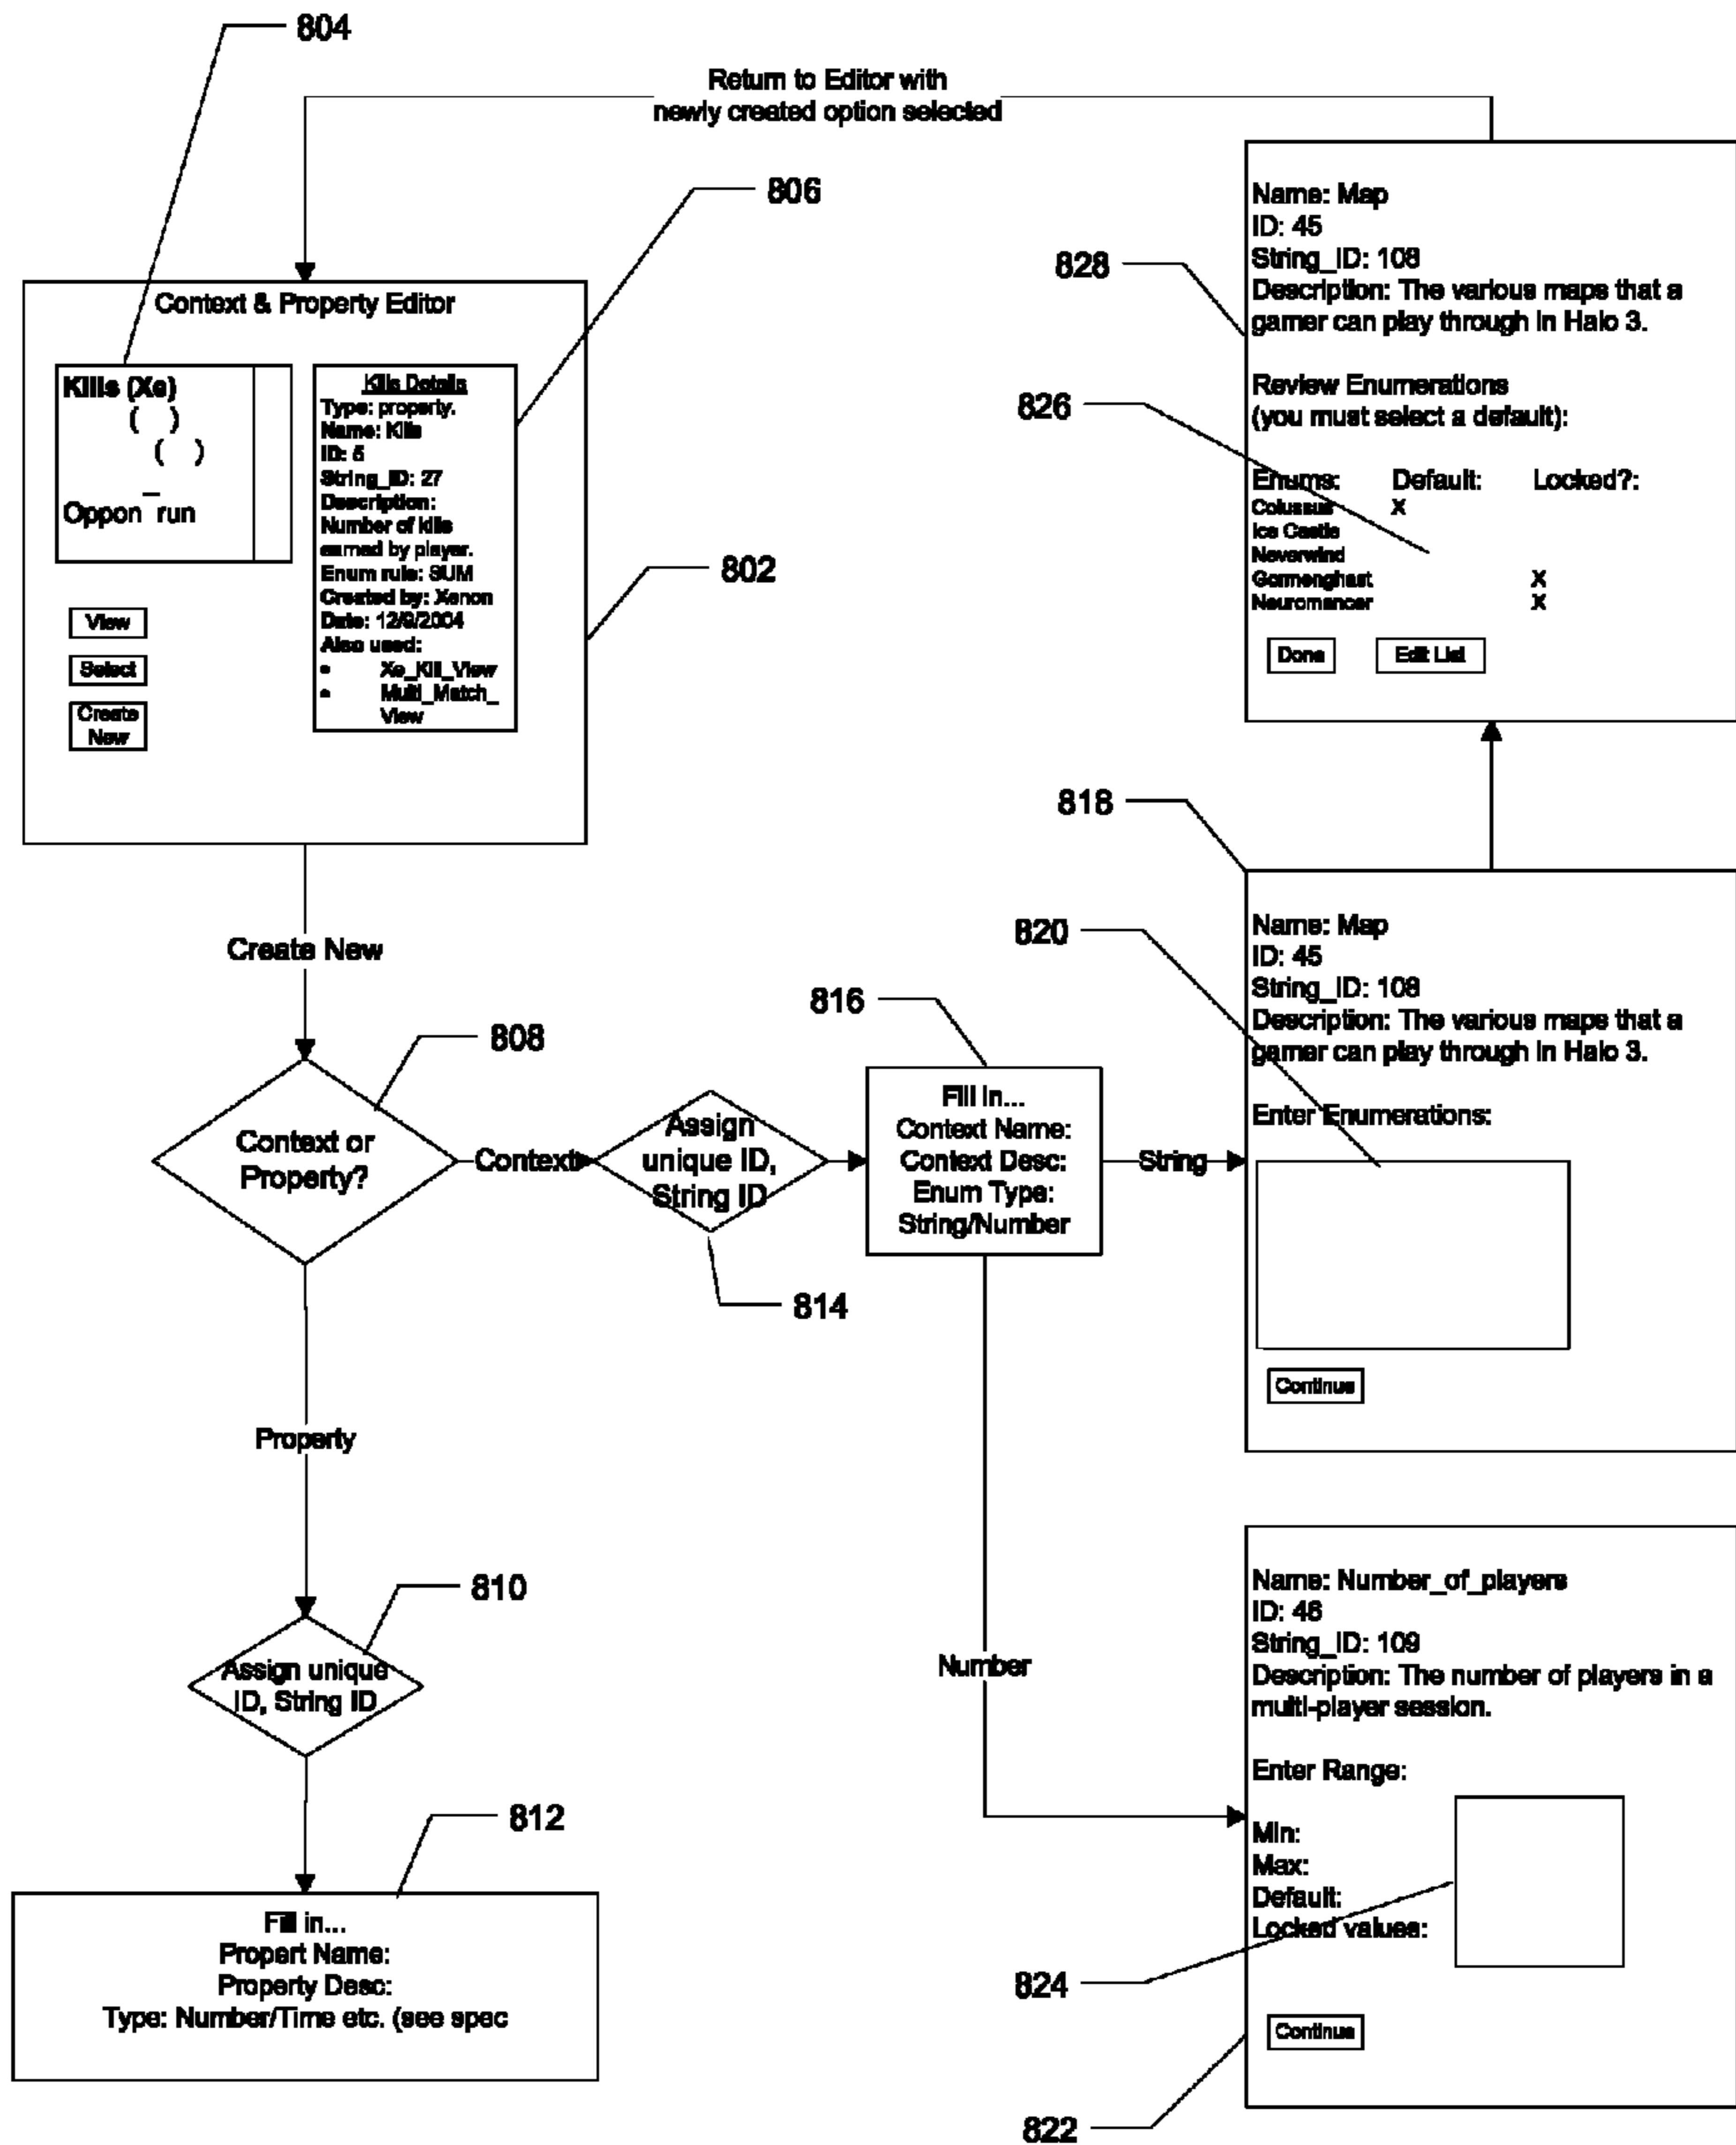 804
Return to Editor with
newly created option selected
806
Context & Property Editor
Kills (Xe)
( )
( )
_
Oppon run
View
Select
Create
New
Kills Details
Type: property.
Name: Kills
ID: 5
String_ID: 27
Description:
Number of kills
earned by player.
Enum rule: SUM
Created by: Xenon
Date: 12/9/2004
Also used:
• Xe_Kill_View
• Multi_Match_
View
802
828
Name: Map
ID: 45
String_ID: 108
Description: The various maps that a
gamer can play through in Halo 3.
826
Review Enumerations
(you must select a default):
Enums: Default: Locked?:
Colussus X
Ice Castle
Neverwind
Gormenghast X
Neuromancer X
Done Edit List
Create New
808
Context or
Property?
Context
Assign
unique ID,
String ID
814
816
Fill in...
Context Name:
Context Desc:
Enum Type:
String/Number
String
818
820
Name: Map
ID: 45
String_ID: 108
Description: The various maps that a
gamer can play through in Halo 3.
Enter Enumerations:
Continue
Property
810
Assign unique
ID, String ID
812
Fill in...
Propert Name:
Property Desc:
Type: Number/Time etc. (see spec
Number
Name: Number_of_players
ID: 46
String_ID: 109
Description: The number of players in a
multi-player session.
Enter Range:
Min:
Max:
Default:
Locked values:
824
Continue
822